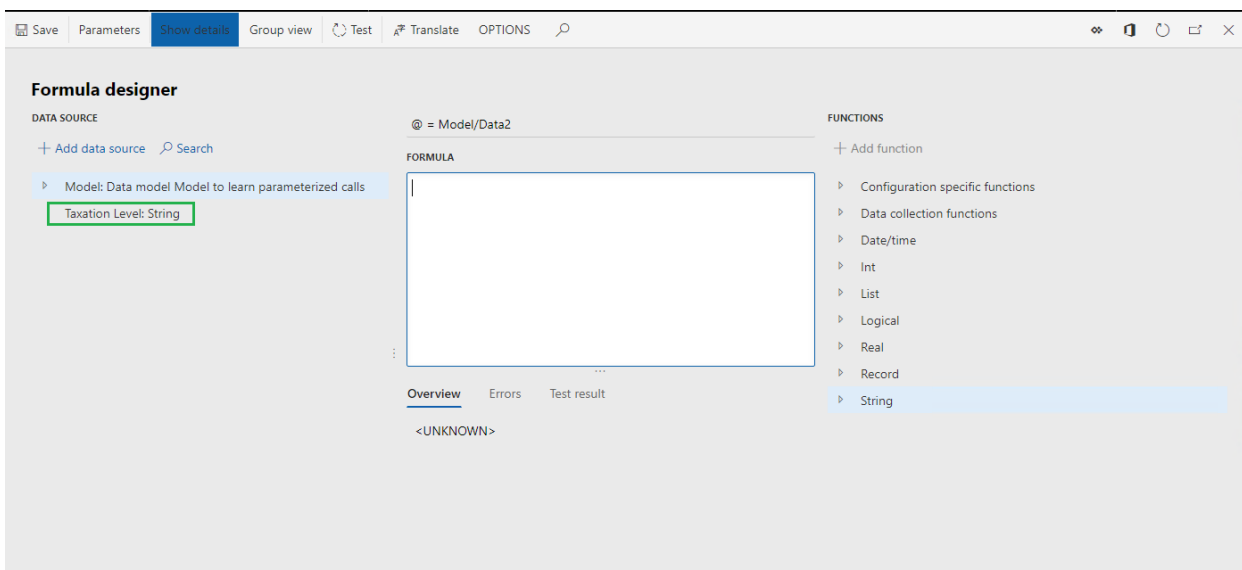 Save Parameters Show details Group view Test Translate OPTIONS
Formula designer
DATA SOURCE
Add data source Search
Model: Data model Model to learn parameterized calls
Taxation Level: String
@ = Model/Data2
FORMULA
...
Overview Errors Test result
<UNKNOWN>
FUNCTIONS
Add function
Configuration specific functions
Data collection functions
Date/time
Int
List
Logical
Real
Record
String